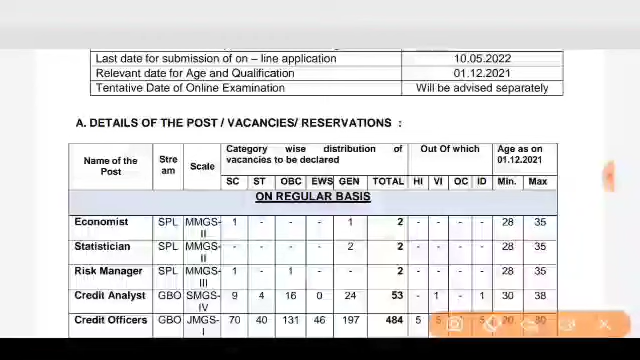 Last date for submission of on – line application 10.05.2022
Relevant date for Age and Qualification 01.12.2021
Tentative Date of Online Examination Will be advised separately
A. DETAILS OF THE POST / VACANCIES/ RESERVATIONS :
Name of the Post Stre am Scale Category wise distribution of vacancies to be declared Out Of which Age as on 01.12.2021
SC ST OBC EWS GEN TOTAL HI VI OC ID Min. Max
ON REGULAR BASIS
Economist SPL MMGS-II 1 - - - 1 2 - - - - 28 35
Statistician SPL MMGS-II - - - - 2 2 - - - - 28 35
Risk Manager SPL MMGS-III 1 - 1 - - 2 - - - - 28 35
Credit Analyst GBO SMGS-IV 9 4 16 0 24 53 - 1 - 1 30 38
Credit Officers GBO JMGS-I 70 40 131 46 197 484 5